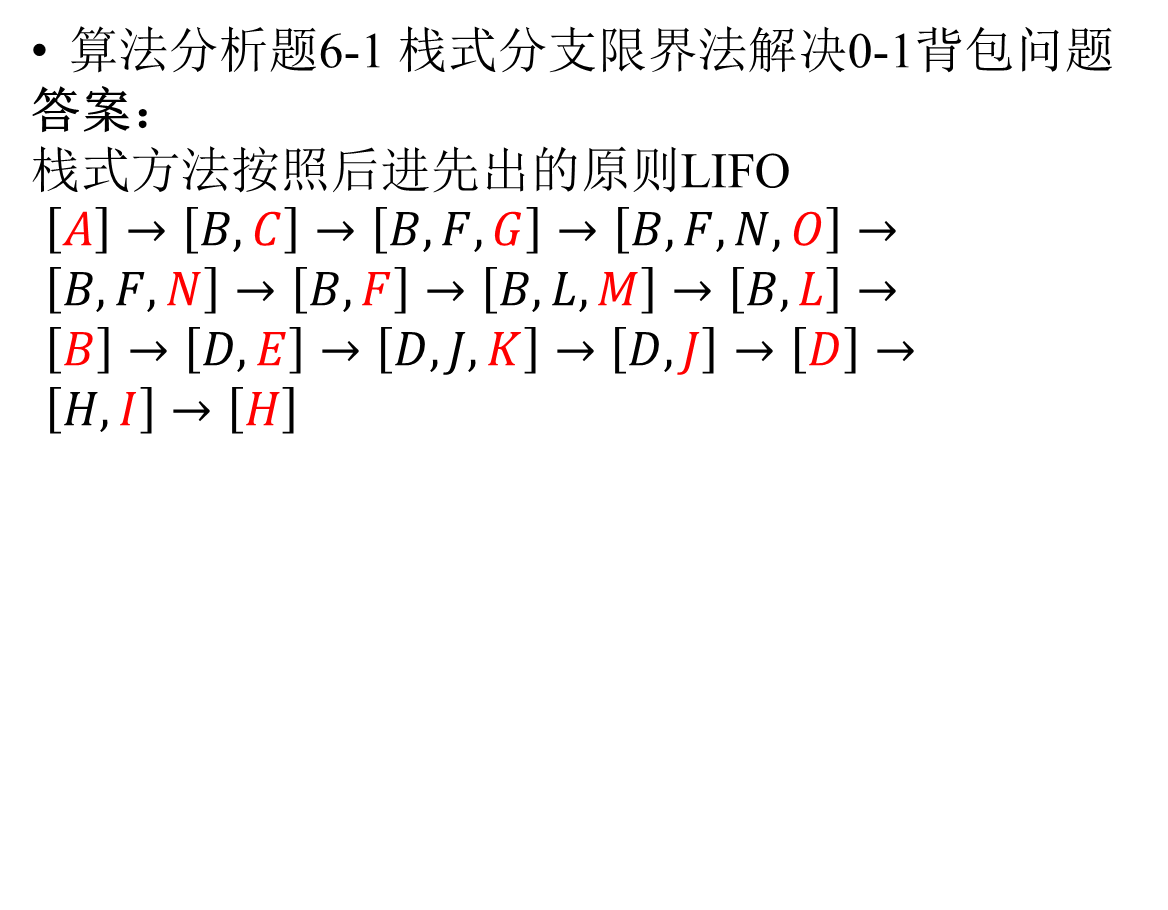 • 算法分析题6-1 栈式分支限界法解决0-1背包问题
答案：
栈式方法按照后进先出的原则LIFO
[A] → [B, C] → [B, F, G] → [B, F, N, O] →
[B, F, N] → [B, F] → [B, L, M] → [B, L] →
[B] → [D, E] → [D, J, K] → [D, J] → [D] →
[H, I] → [H]